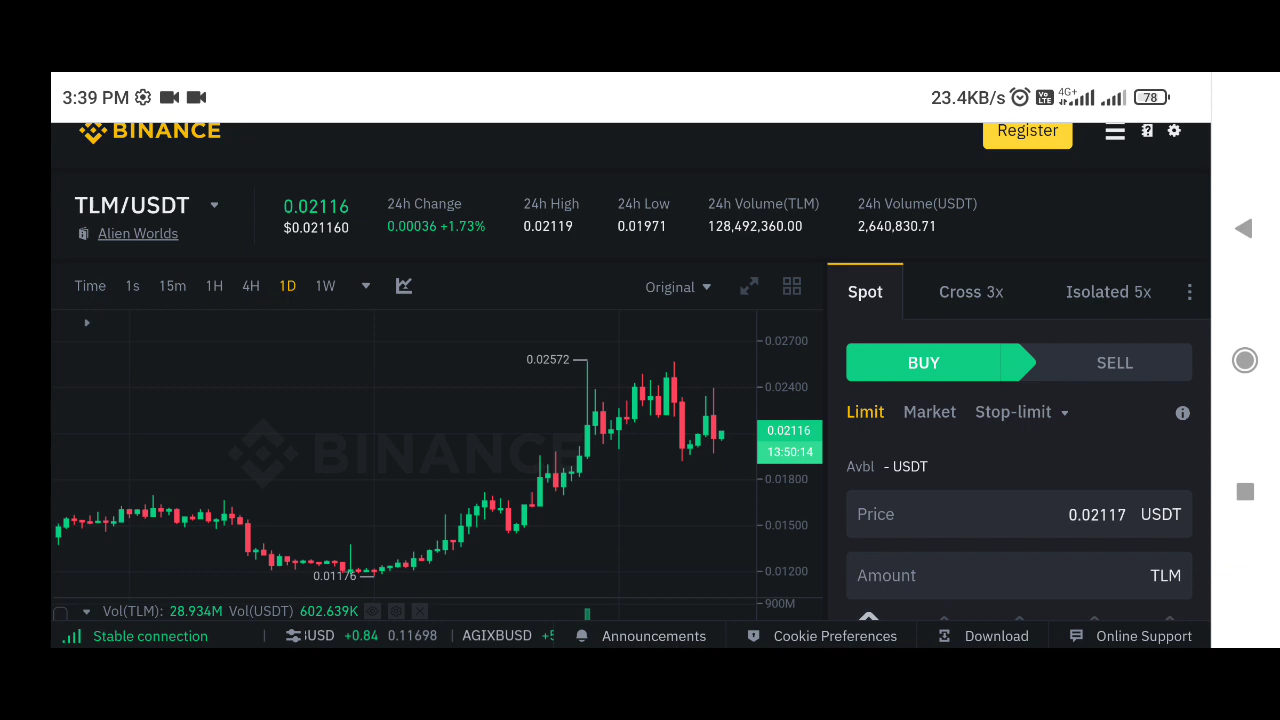 3:39 PM 23.4KB/s Vo LTE 4G+ 78
BINANCE Register
TLM/USDT 0.02116 24h Change 24h High 24h Low 24h Volume(TLM) 24h Volume(USDT)
Alien Worlds $0.021160 0.00036 +1.73% 0.02119 0.01971 128,492,360.00 2,640,830.71
Time 1s 15m 1H 4H 1D 1W Original
Spot Cross 3x Isolated 5x
0.02700
0.02572
0.02400
0.02116
13:50:14
0.01800
0.01500
0.01200
0.01176
900M
BINANCE
BUY SELL
Limit Market Stop-limit
Avbl - USDT
Price 0.02117 USDT
Amount TLM
Vol(TLM): 28.934M Vol(USDT) 602.639K
Stable connection USD +0.84 0.11698 AGIXBUSD +5 Announcements Cookie Preferences Download Online Support